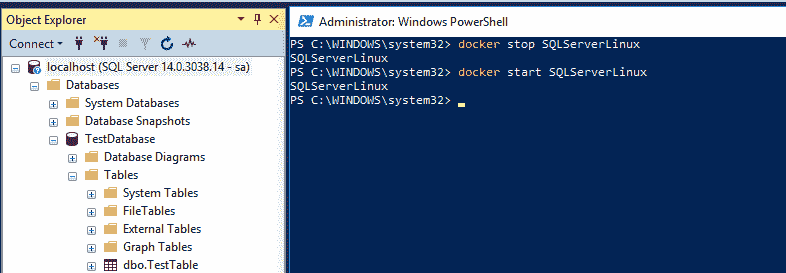 Object Explorer
Connect
localhost (SQL Server 14.0.3038.14 - sa)
Databases
System Databases
Database Snapshots
TestDatabase
Database Diagrams
Tables
System Tables
FileTables
External Tables
Graph Tables
dbo.TestTable
Administrator: Windows PowerShell
PS C:\WINDOWS\system32> docker stop SQLServerLinux
SQLServerLinux
PS C:\WINDOWS\system32> docker start SQLServerLinux
SQLServerLinux
PS C:\WINDOWS\system32>